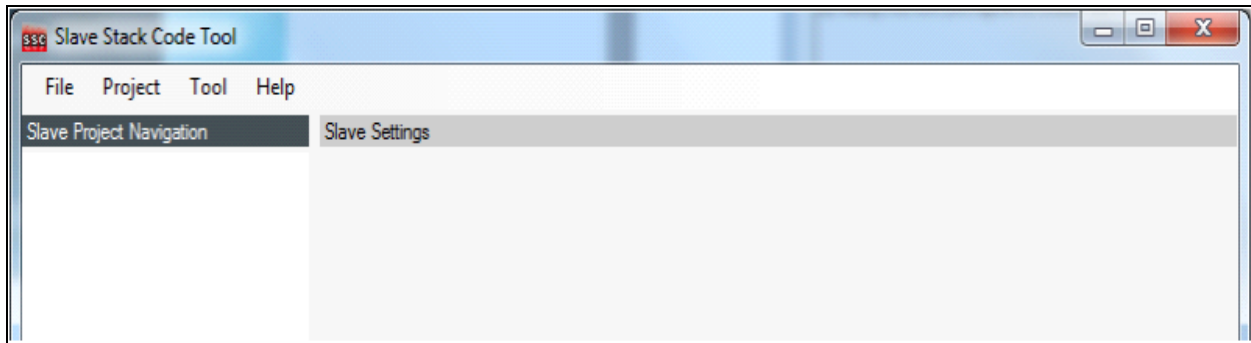 ssc Slave Stack Code Tool
File Project Tool Help
Slave Project Navigation Slave Settings